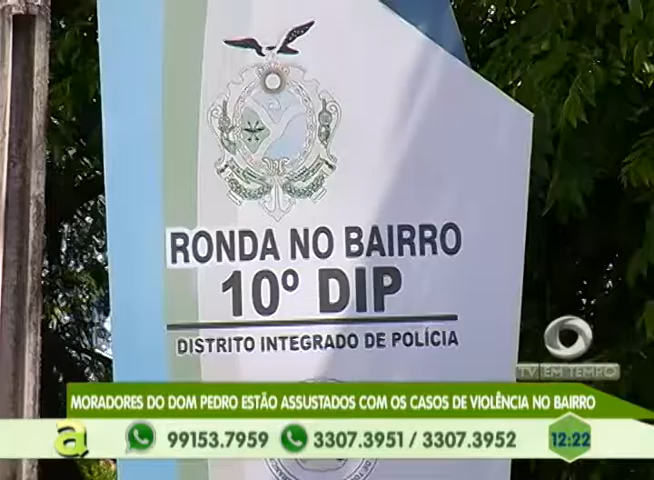 RONDA NO BAIRRO
10º DIP
DISTRITO INTEGRADO DE POLÍCIA
TV EM TEMPO
MORADORES DO DOM PEDRO ESTÃO ASSUSTADOS COM OS CASOS DE VIOLÊNCIA NO BAIRRO
a 99153.7959 3307.3951 / 3307.3952 12:22